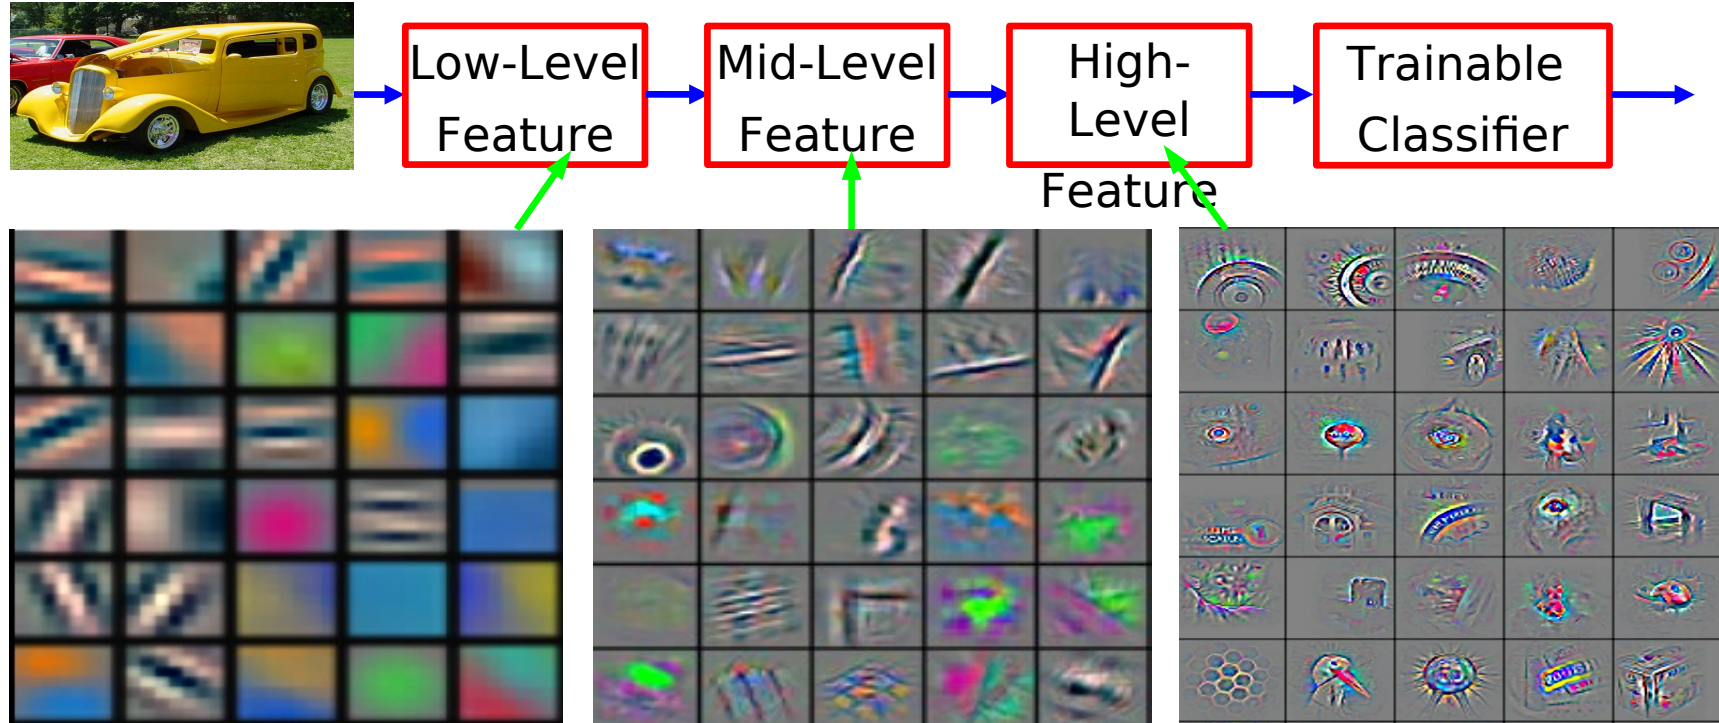 Low-Level
Feature
Mid-Level
Feature
High-
Level
Feature
Trainable
Classifier